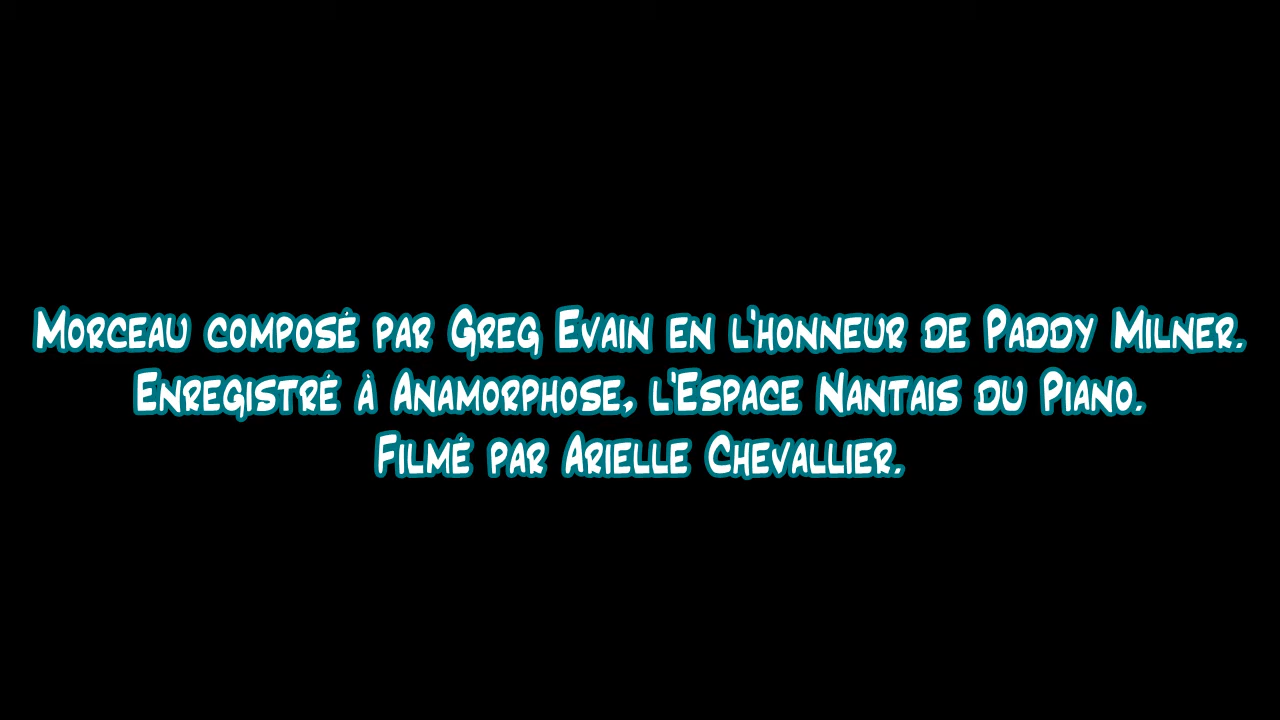 Morceau composé par Greg Evain en l'honneur de Paddy Milner.
Enregistré à Anamorphose, l'Espace Nantais du Piano.
Filmé par Arielle Chevallier.